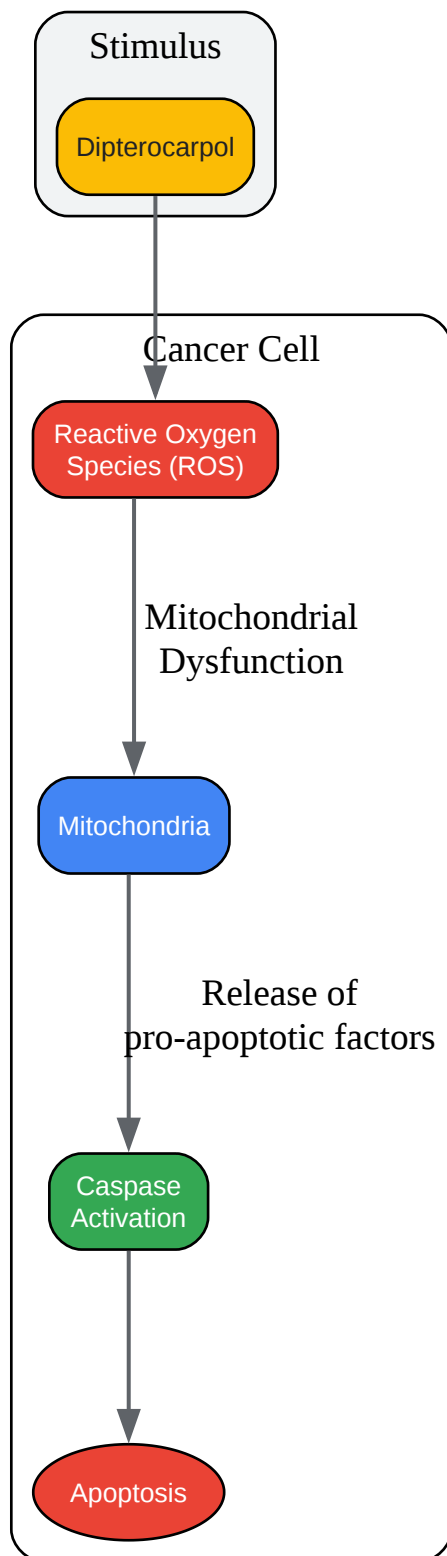 Stimulus
Dipterocarpol
Cancer Cell
Reactive Oxygen
Species (ROS)
Mitochondrial
Dysfunction
Mitochondria
Release of
pro-apoptotic factors
Caspase
Activation
Apoptosis